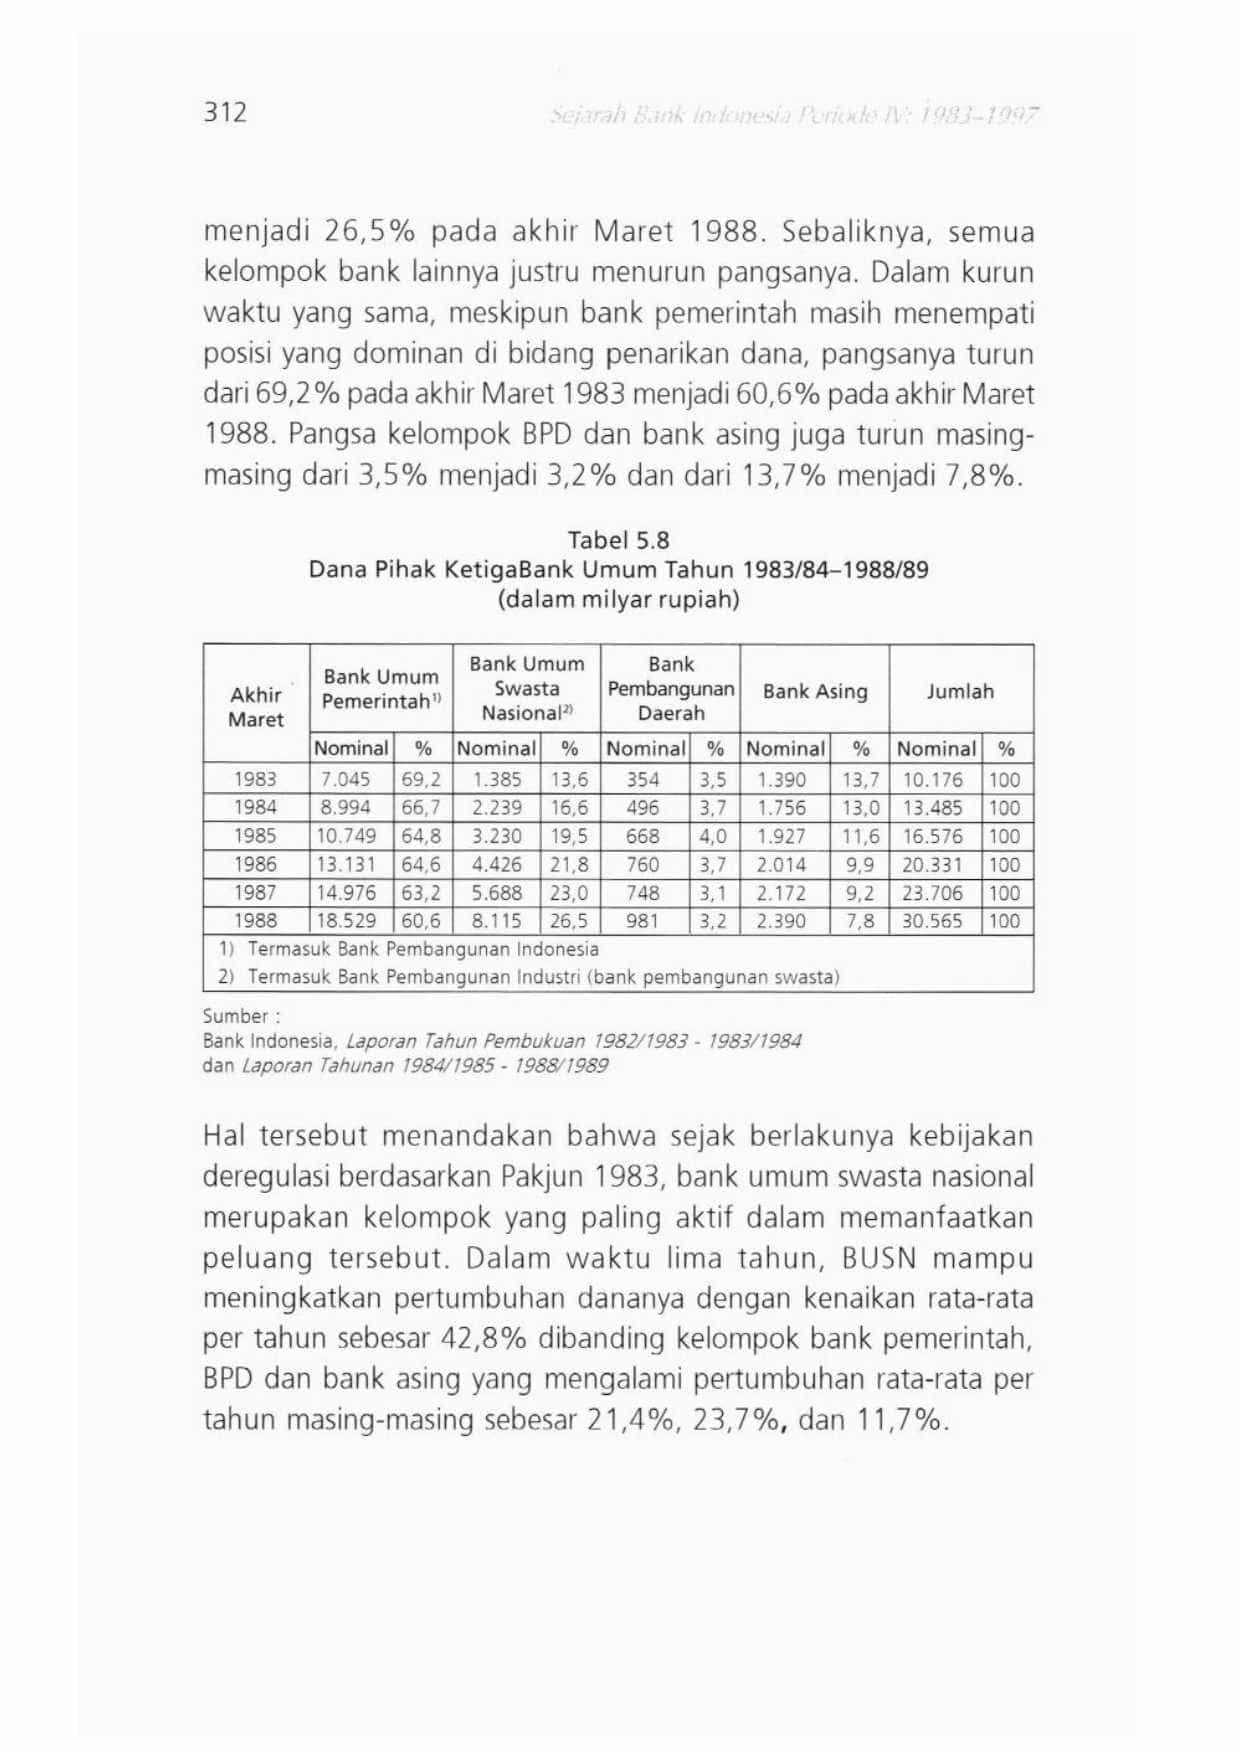 312
Sejarah Bank Indonesia Periode IV: 1983–1997
menjadi 26,5% pada akhir Maret 1988. Sebaliknya, semua
kelompok bank lainnya justru menurun pangsanya. Dalam kurun
waktu yang sama, meskipun bank pemerintah masih menempati
posisi yang dominan di bidang penarikan dana, pangsanya turun
dari 69,2% pada akhir Maret 1983 menjadi 60,6% pada akhir Maret
1988. Pangsa kelompok BPD dan bank asing juga turun masing-
masing dari 3,5% menjadi 3,2% dan dari 13,7% menjadi 7,8%.
Tabel 5.8
Dana Pihak KetigaBank Umum Tahun 1983/84–1988/89
(dalam milyar rupiah)
Akhir Maret Bank Umum Pemerintah1) Bank Umum Swasta Nasional2) Bank Pembangunan Daerah Bank Asing Jumlah
Nominal % Nominal % Nominal % Nominal % Nominal %
1983 7.045 69,2 1.385 13,6 354 3,5 1.390 13,7 10.176 100
1984 8.994 66,7 2.239 16,6 496 3,7 1.756 13,0 13.485 100
1985 10.749 64,8 3.230 19,5 668 4,0 1.927 11,6 16.576 100
1986 13.131 64,6 4.426 21,8 760 3,7 2.014 9,9 20.331 100
1987 14.976 63,2 5.688 23,0 748 3,1 2.172 9,2 23.706 100
1988 18.529 60,6 8.115 26,5 981 3,2 2.390 7,8 30.565 100
1) Termasuk Bank Pembangunan Indonesia
2) Termasuk Bank Pembangunan Industri (bank pembangunan swasta)
Sumber :
Bank Indonesia, Laporan Tahun Pembukuan 1982/1983 - 1983/1984
dan Laporan Tahunan 1984/1985 - 1988/1989
Hal tersebut menandakan bahwa sejak berlakunya kebijakan
deregulasi berdasarkan Pakjun 1983, bank umum swasta nasional
merupakan kelompok yang paling aktif dalam memanfaatkan
peluang tersebut. Dalam waktu lima tahun, BUSN mampu
meningkatkan pertumbuhan dananya dengan kenaikan rata-rata
per tahun sebesar 42,8% dibanding kelompok bank pemerintah,
BPD dan bank asing yang mengalami pertumbuhan rata-rata per
tahun masing-masing sebesar 21,4%, 23,7%, dan 11,7%.